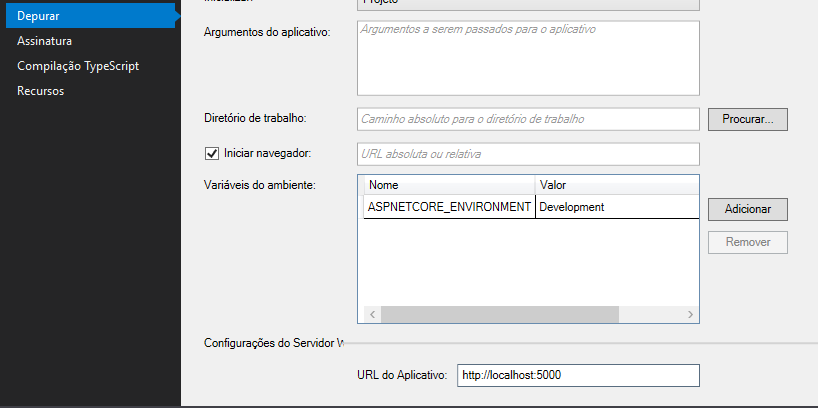 Depurar
Assinatura
Compilação TypeScript
Recursos
Projeto
Argumentos do aplicativo:
Argumentos a serem passados para o aplicativo
Diretório de trabalho:
Caminho absoluto para o diretório de trabalho
Procurar...
Iniciar navegador:
URL absoluta ou relativa
Variáveis do ambiente:
Nome
Valor
ASPNETCORE_ENVIRONMENT
Development
Adicionar
Remover
Configurações do Servidor W
URL do Aplicativo:
http://localhost:5000